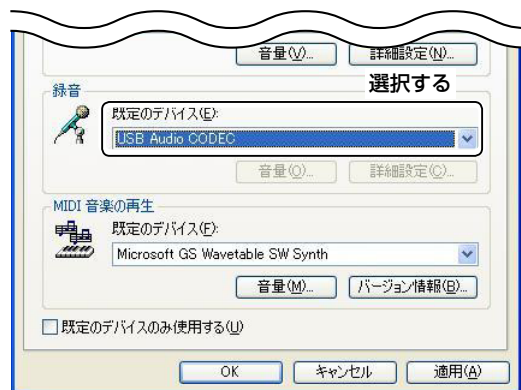 音量(V)... 詳細設定(N)...
選択する
録音
既定のデバイス(E):
USB Audio CODEC
音量(O)... 詳細設定(C)...
MIDI 音楽の再生
既定のデバイス(F):
Microsoft GS Wavetable SW Synth
音量(M)... バージョン情報(B)...
既定のデバイスのみ使用する(U)
OK キャンセル 適用(A)